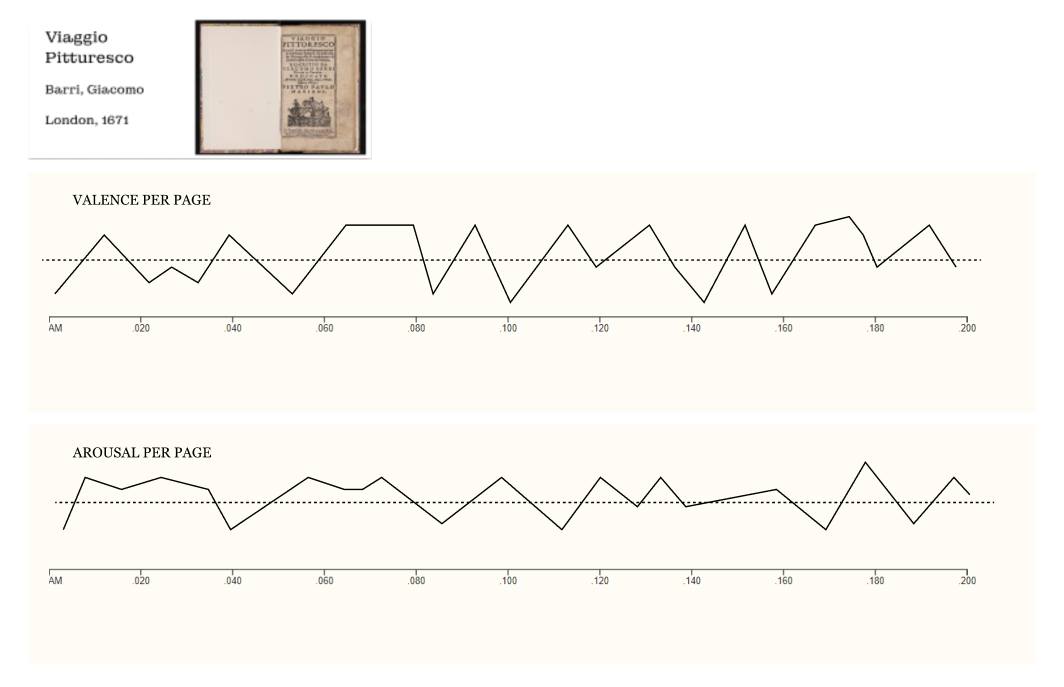 Viaggio
Pitturesco
Barri, Giacomo
London, 1671
VIAGGIO
PITTORESCO
VALENCE PER PAGE
AM .020 .040 .060 .080 .100 .120 .140 .160 .180 .200
AROUSAL PER PAGE
AM .020 .040 .060 .080 .100 .120 .140 .160 .180 .200